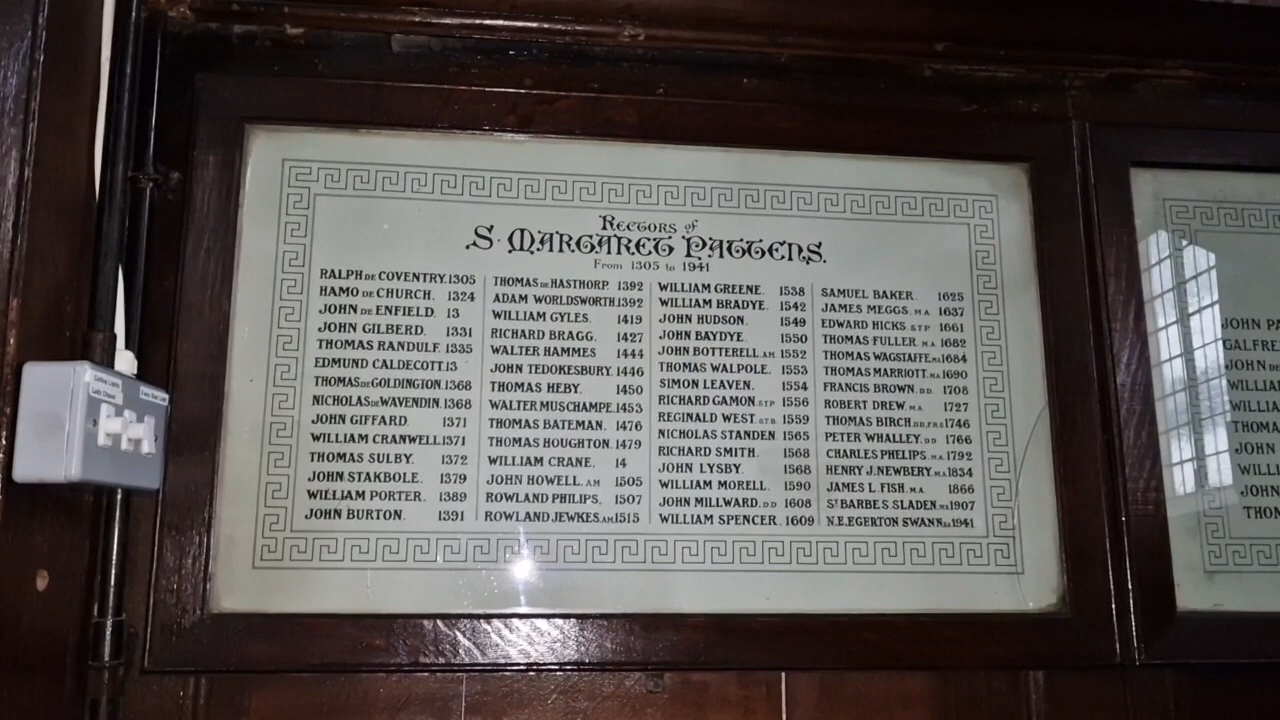 Rectors of
S. Margaret Pattens.
From 1305 to 1941
RALPH DE COVENTRY. 1305
HAMO DE CHURCH. 1324
JOHN DE ENFIELD. 13
JOHN GILBERD. 1331
THOMAS RANDULF. 1335
EDMUND CALDECOTT. 13
THOMAS DE GOLDINGTON. 1368
NICHOLAS DE WAVENDIN. 1368
JOHN GIFFARD. 1371
WILLIAM CRANWELL 1371
THOMAS SULBY. 1372
JOHN STAKBOLE. 1379
WILLIAM PORTER. 1389
JOHN BURTON. 1391
THOMAS DE HASTHORP. 1392
ADAM WORLDSWORTH. 1392
WILLIAM GYLES. 1419
RICHARD BRAGG. 1427
WALTER HAMMES 1444
JOHN TEDOKESBURY. 1446
THOMAS HEBY. 1450
WALTER MUSCHAMPE. 1453
THOMAS BATEMAN. 1476
THOMAS HOUGHTON. 1479
WILLIAM CRANE. 14
JOHN HOWELL. A.M 1505
ROWLAND PHILIPS. 1507
ROWLAND JEWKES. A.M 1515
WILLIAM GREENE. 1538
WILLIAM BRADYE. 1542
JOHN HUDSON. 1549
JOHN BAYDYE. 1550
JOHN BOTTERELL. A.M 1552
THOMAS WALPOLE. 1553
SIMON LEAVEN. 1554
RICHARD GAMON. S.T.P 1556
REGINALD WEST. S.T.B. 1559
NICHOLAS STANDEN. 1565
RICHARD SMITH. 1568
JOHN LYSBY. 1568
WILLIAM MORELL. 1590
JOHN MILLWARD. D.D 1608
WILLIAM SPENCER. 1609
SAMUEL BAKER. 1625
JAMES MEGGS. M.A. 1637
EDWARD HICKS S.T.P 1661
THOMAS FULLER. M.A. 1682
THOMAS WAGSTAFFE. M.A 1684
THOMAS MARRIOTT. M.A 1690
FRANCIS BROWN. D.D. 1708
ROBERT DREW. M.A. 1727
THOMAS BIRCH. D.D. F.R.S 1746
PETER WHALLEY. D.D 1766
CHARLES PHELIPS. M.A. 1792
HENRY J. NEWBERY. M.A. 1834
JAMES L. FISH. M.A. 1866
ST BARBE S. SLADEN. M.A 1907
N.E. EGERTON SWANN. B.A 1941
JOHN
GALFRE
JOHN DE
WILLIA
WILLIA
THOMA
JOHN
WILLI
JOHN
THON
Lady Chapel